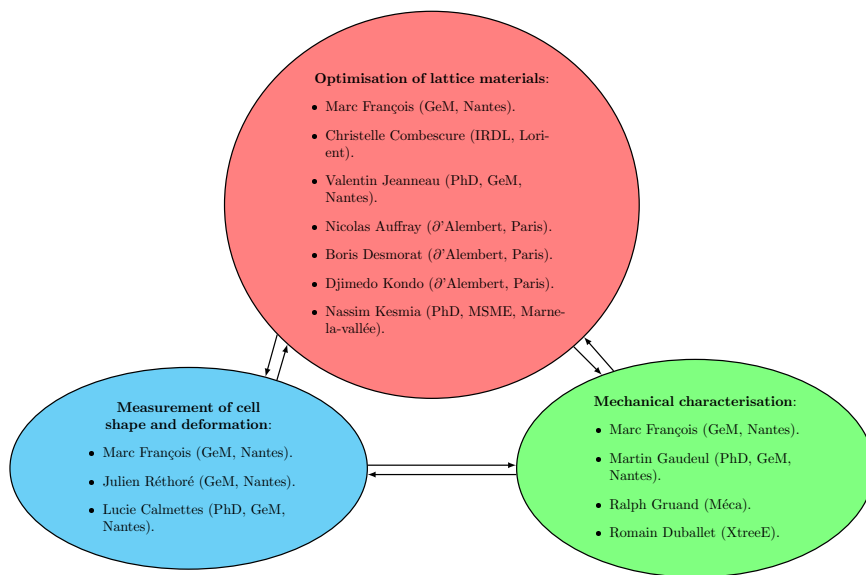 Optimisation of lattice materials:
• Marc François (GeM, Nantes).
• Christelle Combescure (IRDL, Lori-
ent).
• Valentin Jeanneau (PhD, GeM,
Nantes).
• Nicolas Auffray (∂'Alembert, Paris).
• Boris Desmorat (∂'Alembert, Paris).
• Djimedo Kondo (∂'Alembert, Paris).
• Nassim Kesmia (PhD, MSME, Marne-
la-vallée).
Measurement of cell
shape and deformation:
• Marc François (GeM, Nantes).
• Julien Réthoré (GeM, Nantes).
• Lucie Calmettes (PhD, GeM,
Nantes).
Mechanical characterisation:
• Marc François (GeM, Nantes).
• Martin Gaudeul (PhD, GeM,
Nantes).
• Ralph Gruand (Méca).
• Romain Duballet (XtreeE).